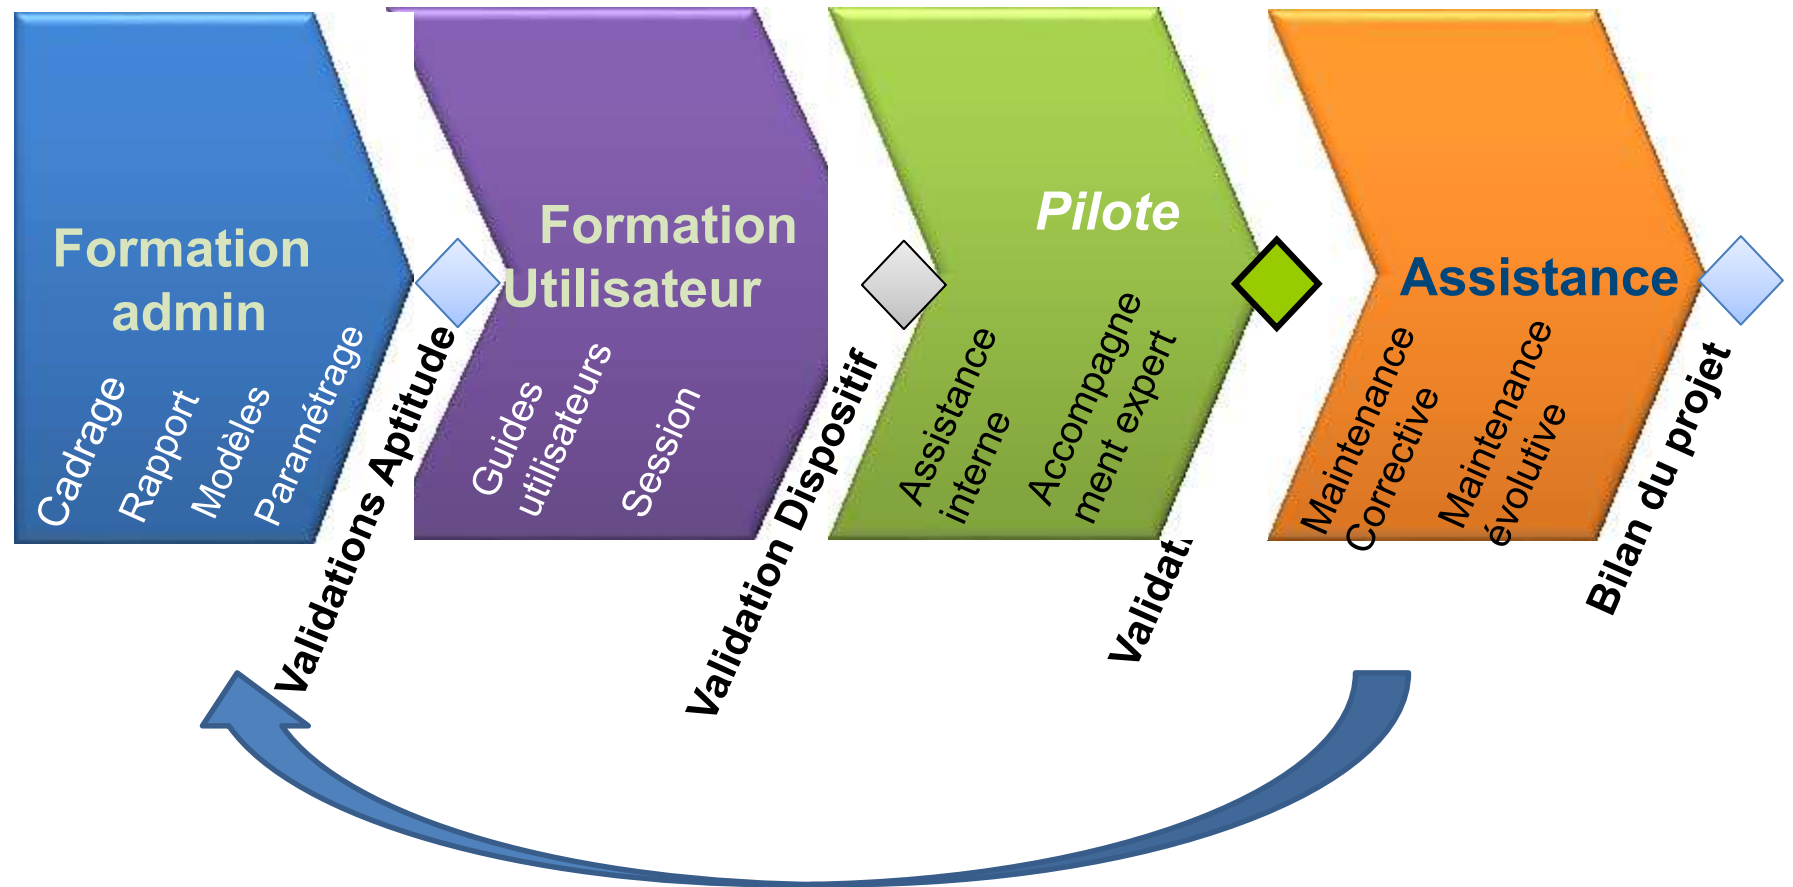 Formation
admin
Cadrage
Rapport
Modèles
Paramétrage
Validations Aptitude
Formation
Utilisateur
Guides
utilisateurs
Session
Validation Dispositif
Pilote
Assistance
interne
Accompagne
ment expert
Assistance
Maintenance
Corrective
Maintenance
évolutive
Bilan du projet